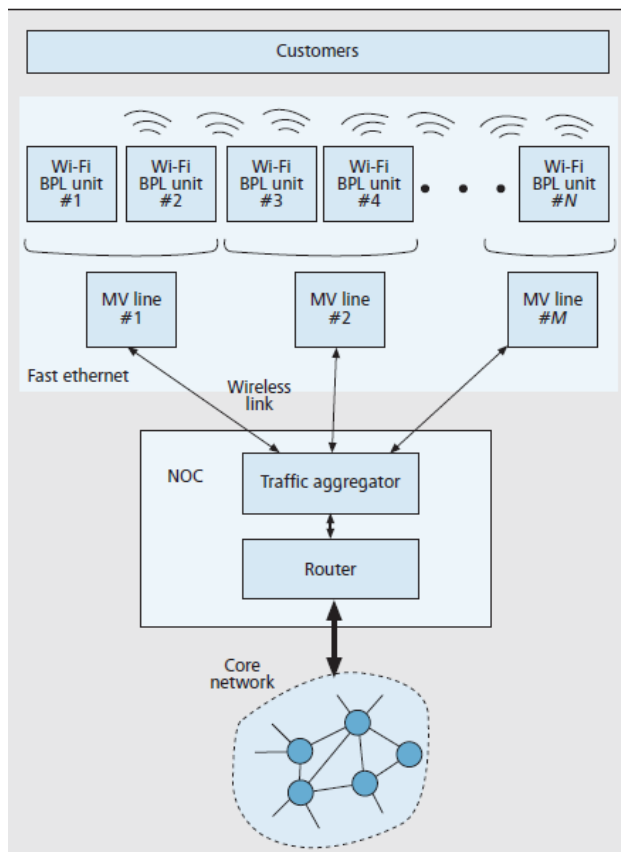 Customers
Wi-Fi
BPL unit
#1
Wi-Fi
BPL unit
#2
Wi-Fi
BPL unit
#3
Wi-Fi
BPL unit
#4
Wi-Fi
BPL unit
#N
MV line
#1
MV line
#2
MV line
#M
Fast ethernet
Wireless
link
NOC
Traffic aggregator
Router
Core
network